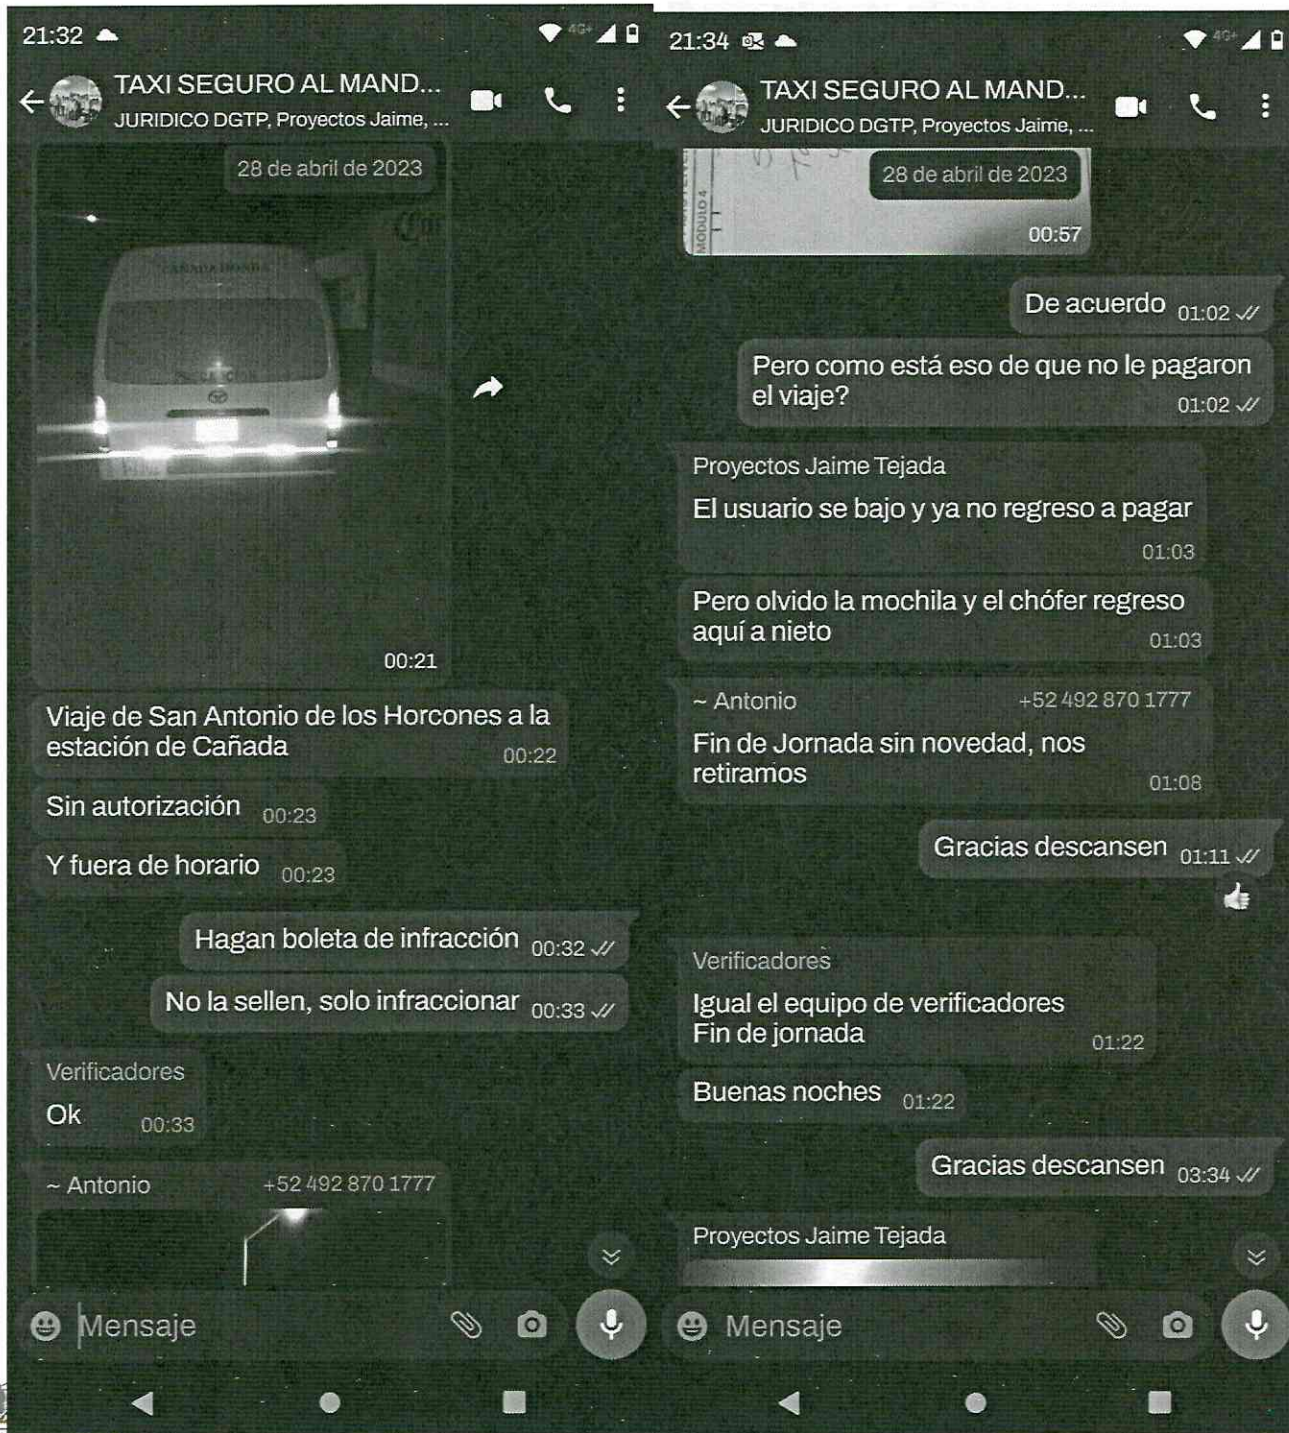 21:32
4G+
TAXI SEGURO AL MAND...
JURIDICO DGTP, Proyectos Jaime, ...
28 de abril de 2023
CAÑADA HONDA
00:21
Viaje de San Antonio de los Horcones a la
estación de Cañada
00:22
Sin autorización 00:23
Y fuera de horario 00:23
Hagan boleta de infracción 00:32
No la sellen, solo infraccionar 00:33
Verificadores
Ok 00:33
~ Antonio +52 492 870 1777
Mensaje
21:34
4G+
TAXI SEGURO AL MAND...
JURIDICO DGTP, Proyectos Jaime, ...
28 de abril de 2023
MODULO 4
00:57
De acuerdo 01:02
Pero como está eso de que no le pagaron
el viaje? 01:02
Proyectos Jaime Tejada
El usuario se bajo y ya no regreso a pagar
01:03
Pero olvido la mochila y el chófer regreso
aquí a nieto 01:03
~ Antonio +52 492 870 1777
Fin de Jornada sin novedad, nos
retiramos 01:08
Gracias descansen 01:11
Verificadores
Igual el equipo de verificadores
Fin de jornada 01:22
Buenas noches 01:22
Gracias descansen 03:34
Proyectos Jaime Tejada
Mensaje